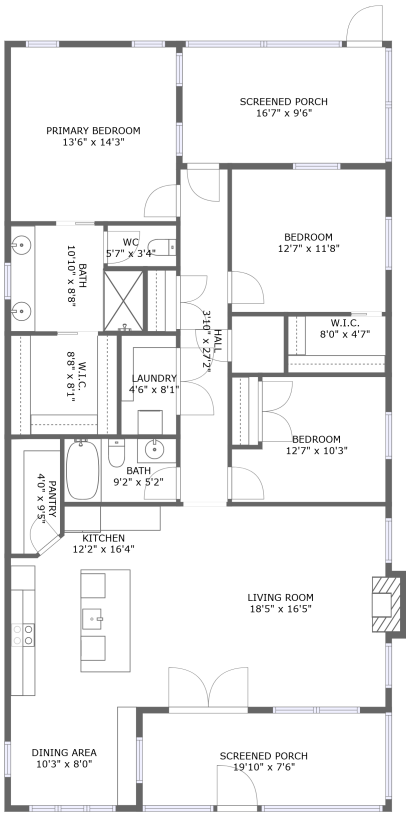 SCREENED PORCH
16'7" x 9'6"
PRIMARY BEDROOM
13'6" x 14'3"
WC
5'7" x 3'4"
BEDROOM
12'7" x 11'8"
BATH
10'10" x 8'8"
HALL
3'10" x 27'2"
W.I.C.
8'0" x 4'7"
W.I.C.
8'8" x 8'1"
LAUNDRY
4'6" x 8'1"
BEDROOM
12'7" x 10'3"
BATH
9'2" x 5'2"
PANTRY
4'0" x 9'5"
KITCHEN
12'2" x 16'4"
LIVING ROOM
18'5" x 16'5"
DINING AREA
10'3" x 8'0"
SCREENED PORCH
19'10" x 7'6"